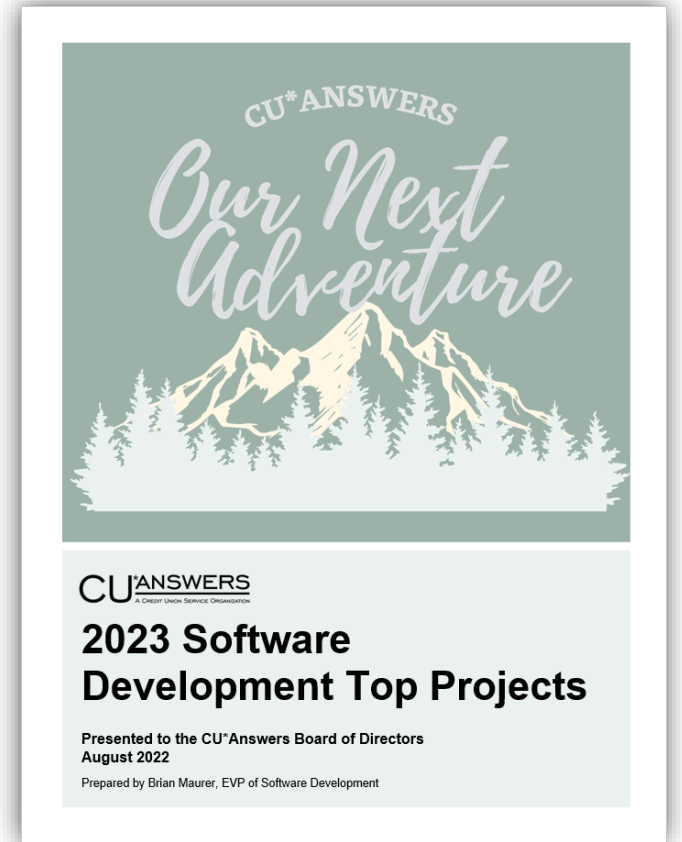 CU*ANSWERS
Our Next
Adventure
CU*ANSWERS
A Credit Union Service Organization
2023 Software
Development Top Projects
Presented to the CU*Answers Board of Directors
August 2022
Prepared by Brian Maurer, EVP of Software Development